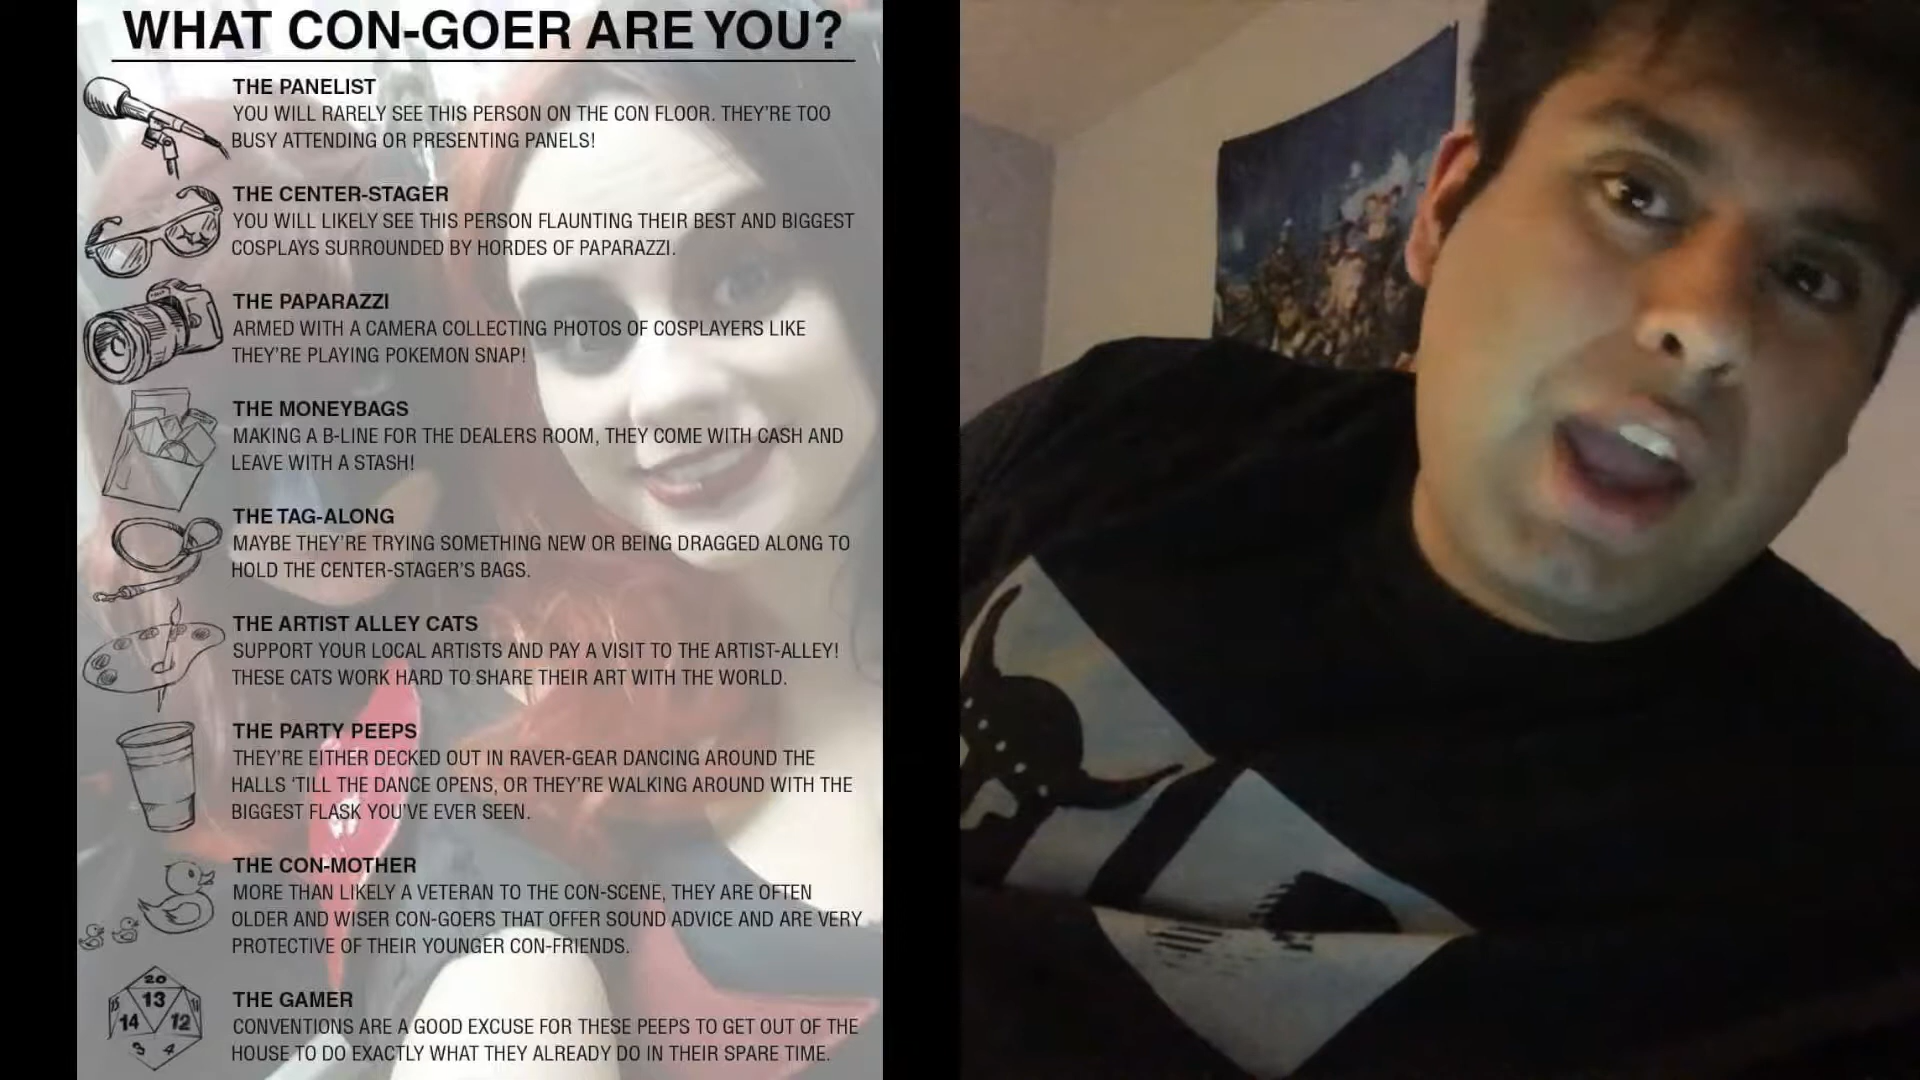 WHAT CON-GOER ARE YOU?
THE PANELIST
YOU WILL RARELY SEE THIS PERSON ON THE CON FLOOR. THEY'RE TOO
BUSY ATTENDING OR PRESENTING PANELS!
THE CENTER-STAGER
YOU WILL LIKELY SEE THIS PERSON FLAUNTING THEIR BEST AND BIGGEST
COSPLAYS SURROUNDED BY HORDES OF PAPARAZZI.
THE PAPARAZZI
ARMED WITH A CAMERA COLLECTING PHOTOS OF COSPLAYERS LIKE
THEY'RE PLAYING POKEMON SNAP!
THE MONEYBAGS
MAKING A B-LINE FOR THE DEALERS ROOM, THEY COME WITH CASH AND
LEAVE WITH A STASH!
THE TAG-ALONG
MAYBE THEY'RE TRYING SOMETHING NEW OR BEING DRAGGED ALONG TO
HOLD THE CENTER-STAGER'S BAGS.
THE ARTIST ALLEY CATS
SUPPORT YOUR LOCAL ARTISTS AND PAY A VISIT TO THE ARTIST-ALLEY!
THESE CATS WORK HARD TO SHARE THEIR ART WITH THE WORLD.
THE PARTY PEEPS
THEY'RE EITHER DECKED OUT IN RAVER-GEAR DANCING AROUND THE
HALLS 'TILL THE DANCE OPENS, OR THEY'RE WALKING AROUND WITH THE
BIGGEST FLASK YOU'VE EVER SEEN.
THE CON-MOTHER
MORE THAN LIKELY A VETERAN TO THE CON-SCENE, THEY ARE OFTEN
OLDER AND WISER CON-GOERS THAT OFFER SOUND ADVICE AND ARE VERY
PROTECTIVE OF THEIR YOUNGER CON-FRIENDS.
20
13
14 12
3 4
THE GAMER
CONVENTIONS ARE A GOOD EXCUSE FOR THESE PEEPS TO GET OUT OF THE
HOUSE TO DO EXACTLY WHAT THEY ALREADY DO IN THEIR SPARE TIME.